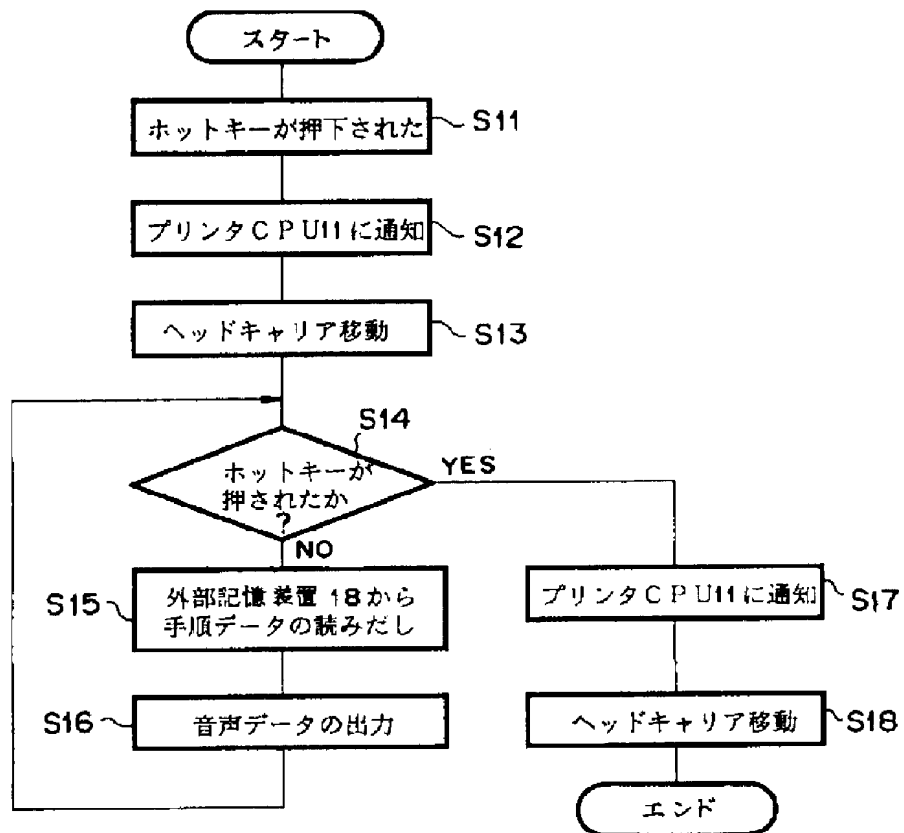 スタート
ホットキーが押下された
S11
プリンタCPU11に通知
S12
ヘッドキャリア移動
S13
S14
ホットキーが
押されたか
?
YES
NO
S15
外部記憶装置18から
手順データの読みだし
S16
音声データの出力
プリンタCPU11に通知
S17
ヘッドキャリア移動
S18
エンド